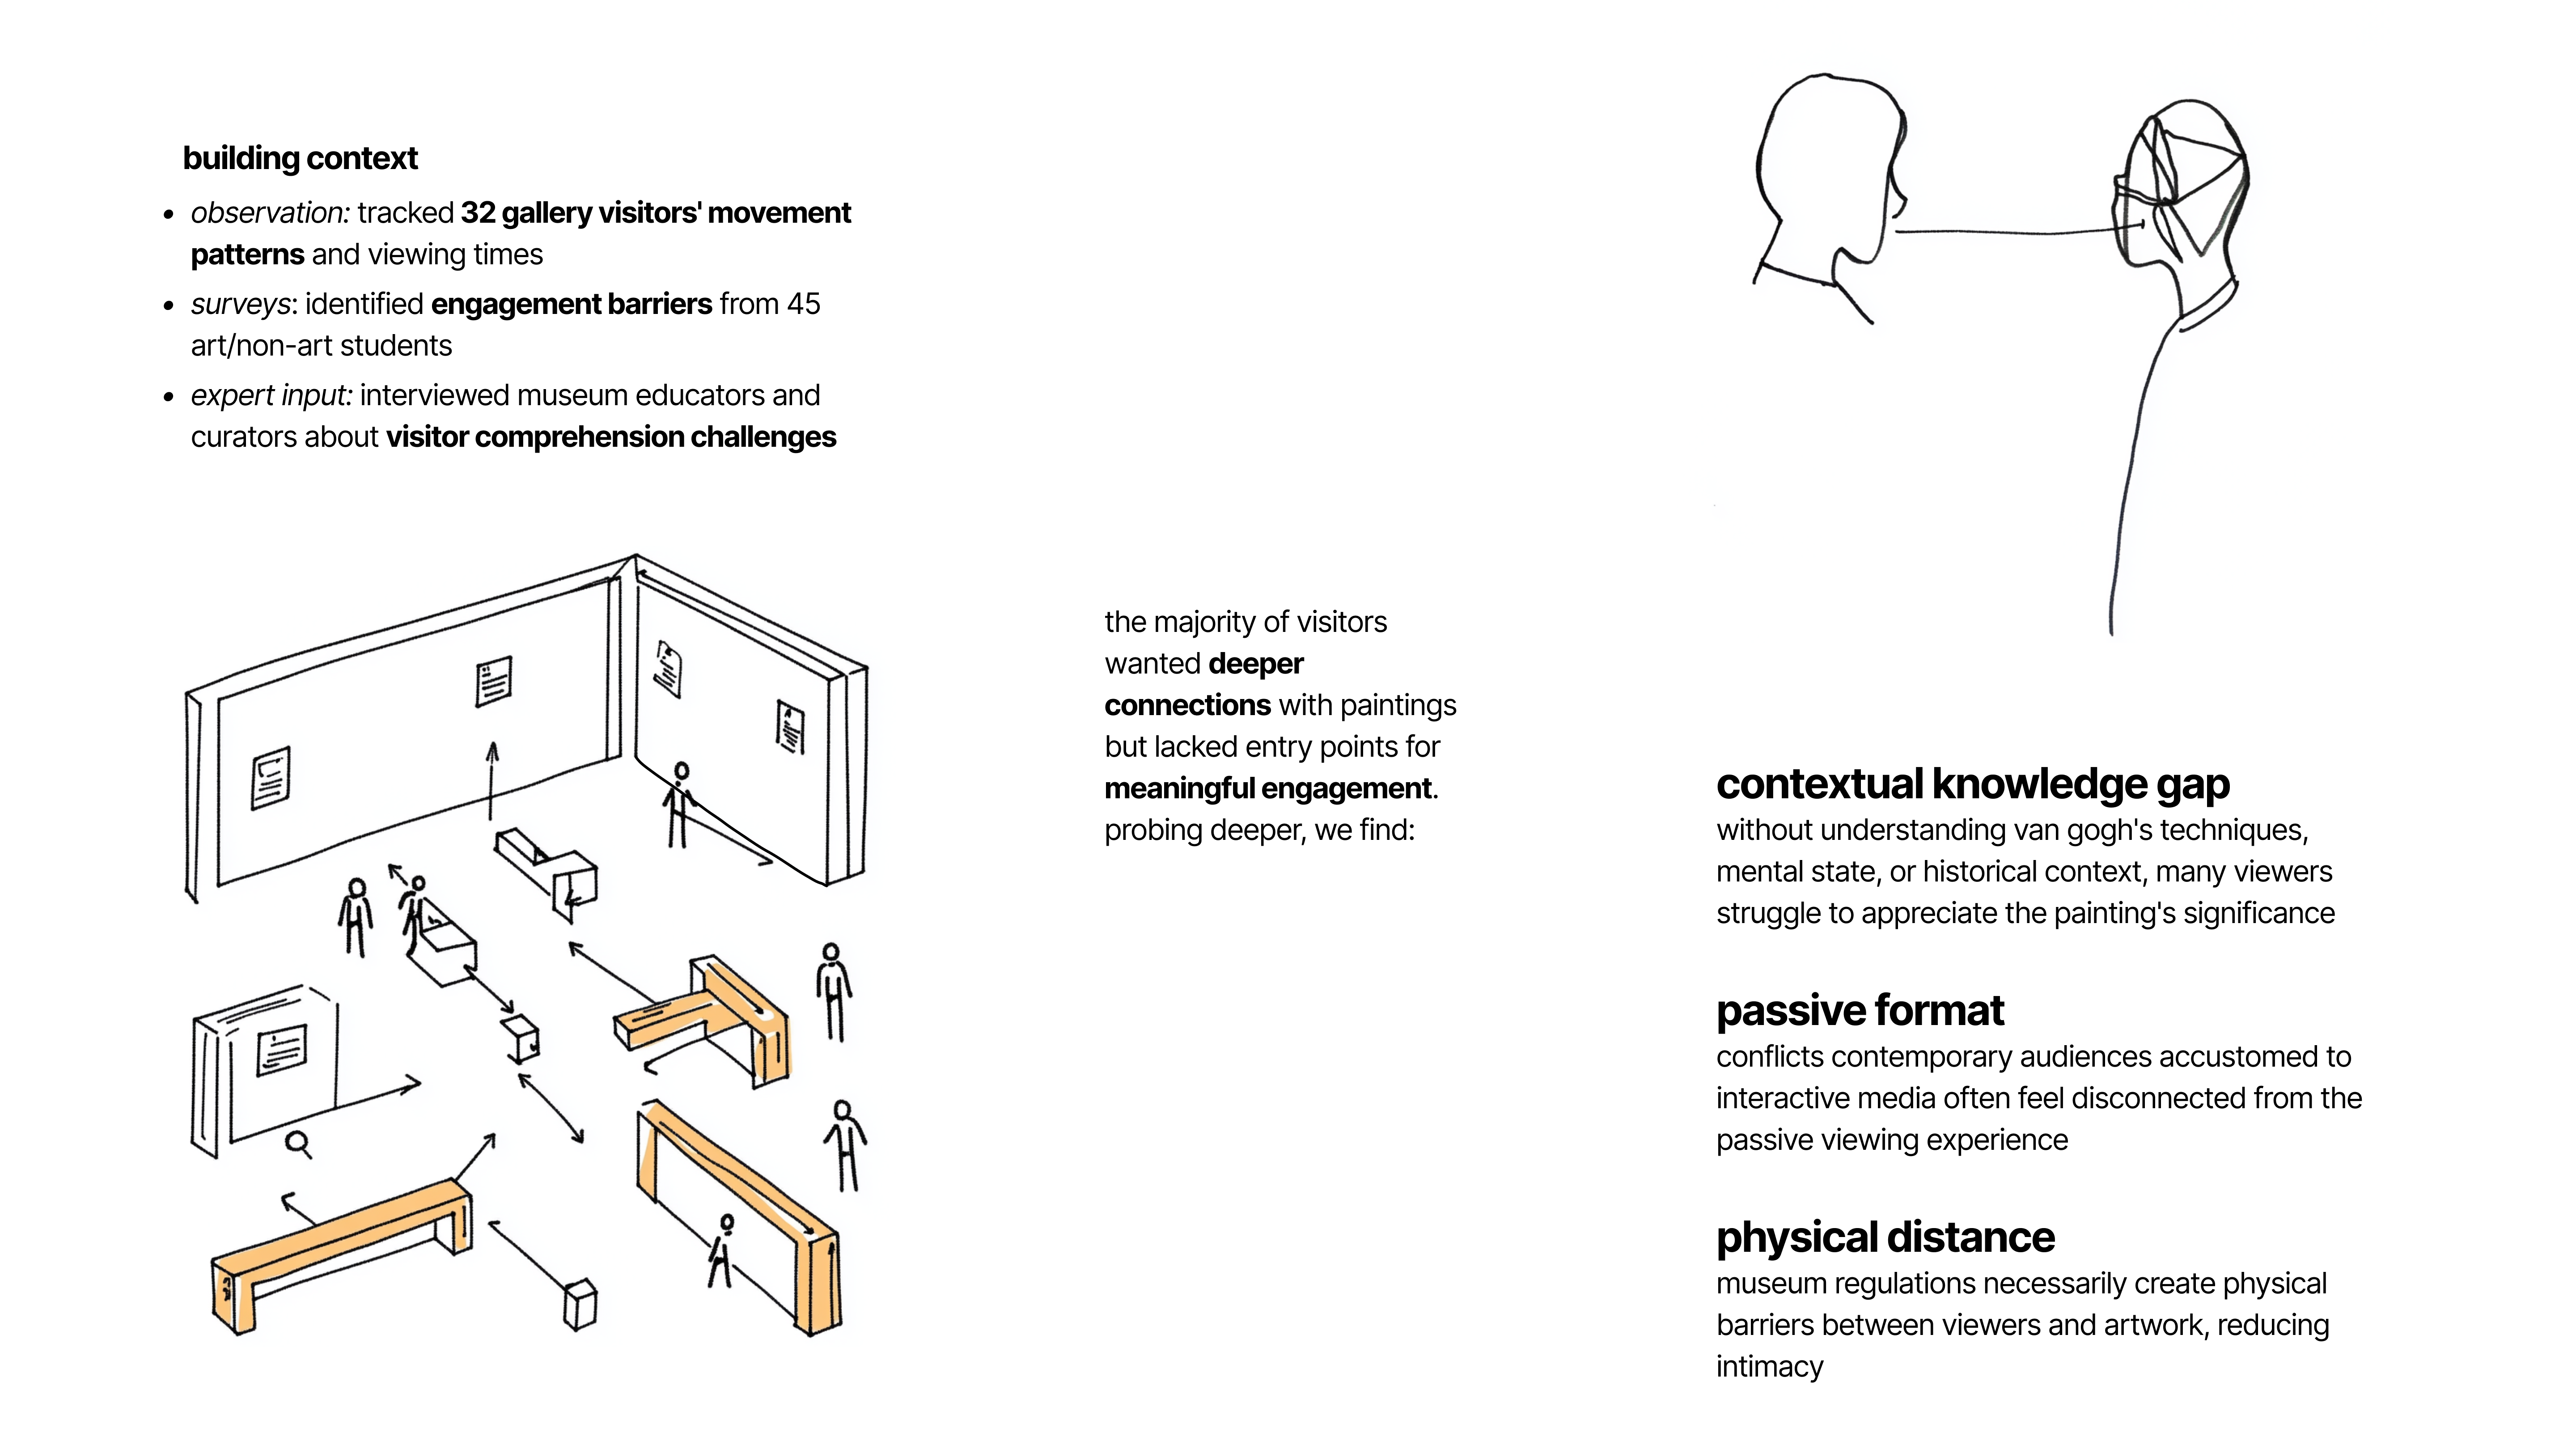 building context
• observation: tracked 32 gallery visitors' movement
patterns and viewing times
• surveys: identified engagement barriers from 45
art/non-art students
• expert input: interviewed museum educators and
curators about visitor comprehension challenges
the majority of visitors
wanted deeper
connections with paintings
but lacked entry points for
meaningful engagement.
probing deeper, we find:
contextual knowledge gap
without understanding van gogh's techniques,
mental state, or historical context, many viewers
struggle to appreciate the painting's significance
passive format
conflicts contemporary audiences accustomed to
interactive media often feel disconnected from the
passive viewing experience
physical distance
museum regulations necessarily create physical
barriers between viewers and artwork, reducing
intimacy